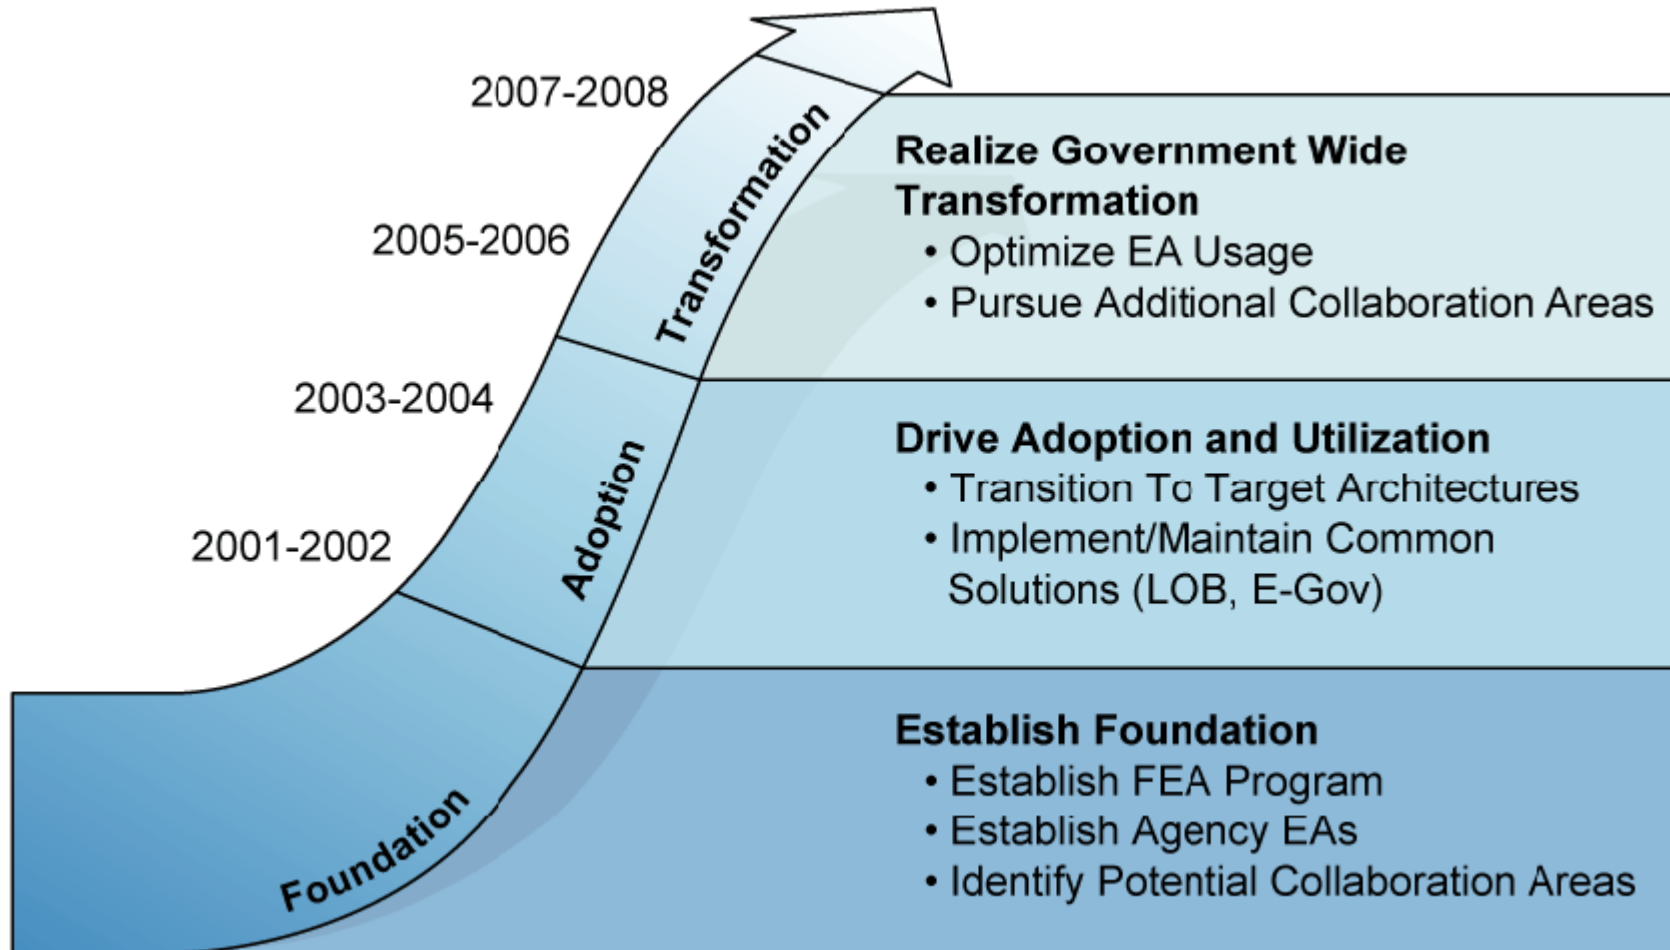 2007-2008
2005-2006
2003-2004
2001-2002
Transformation
Adoption
Foundation
Realize Government Wide
Transformation
• Optimize EA Usage
• Pursue Additional Collaboration Areas
Drive Adoption and Utilization
• Transition To Target Architectures
• Implement/Maintain Common
Solutions (LOB, E-Gov)
Establish Foundation
• Establish FEA Program
• Establish Agency EAs
• Identify Potential Collaboration Areas